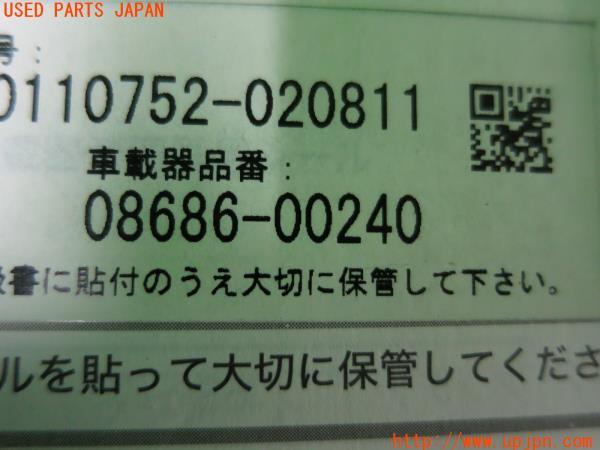 USED PARTS JAPAN
号:
0110752-020811
車載器品番:
08686-00240
扱書に貼付のうえ大切に保管して下さい。
ルを貼って大切に保管してくださ
http://www.upjpn.com